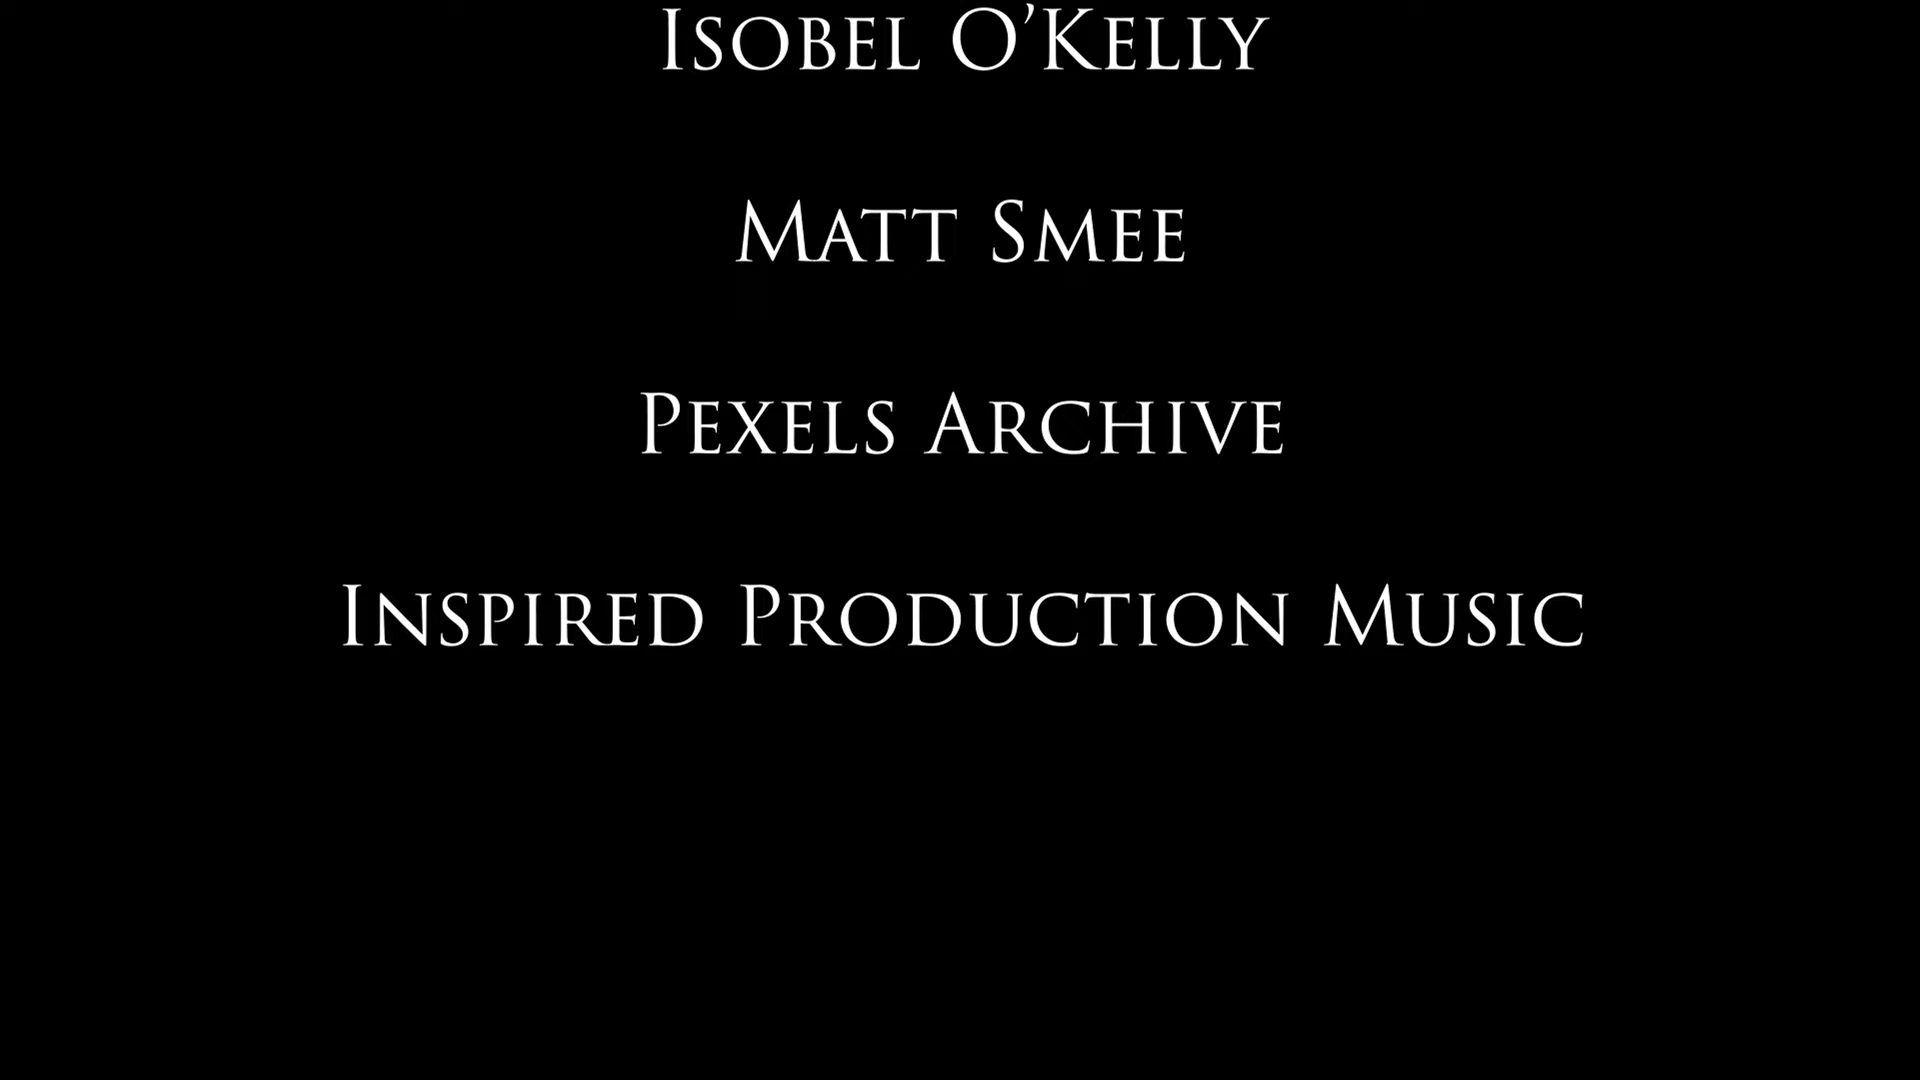 Isobel O’Kelly
Matt Smee
Pexels Archive
Inspired Production Music